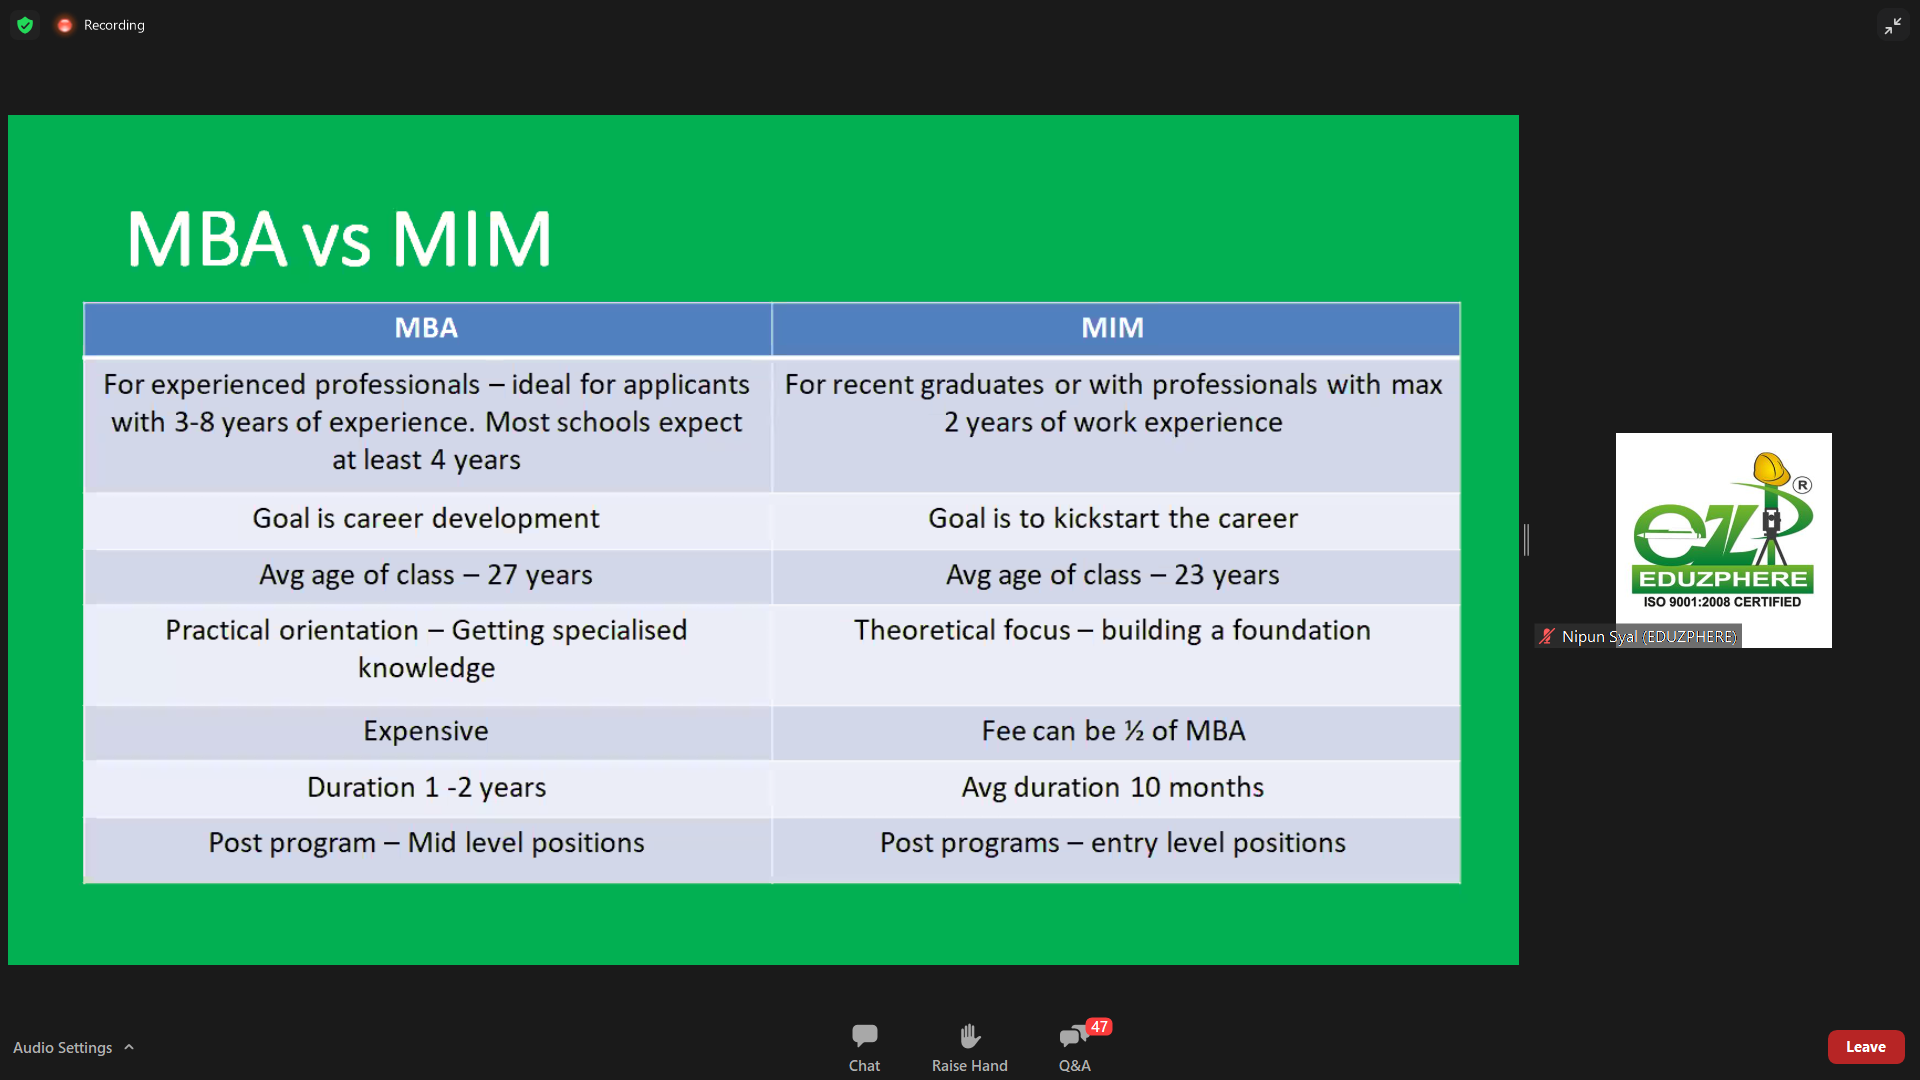 Recording
MBA vs MIM
MBA
MIM
For experienced professionals – ideal for applicants
with 3-8 years of experience. Most schools expect
at least 4 years
For recent graduates or with professionals with max
2 years of work experience
Goal is career development
Goal is to kickstart the career
Avg age of class – 27 years
Avg age of class – 23 years
Practical orientation – Getting specialised
knowledge
Theoretical focus – building a foundation
Expensive
Fee can be ½ of MBA
Duration 1 -2 years
Avg duration 10 months
Post program – Mid level positions
Post programs – entry level positions
ez
®
EDUZPHERE
ISO 9001:2008 CERTIFIED
Nipun Syal (EDUZPHERE)
Audio Settings
Chat
Raise Hand
47
Q&A
Leave